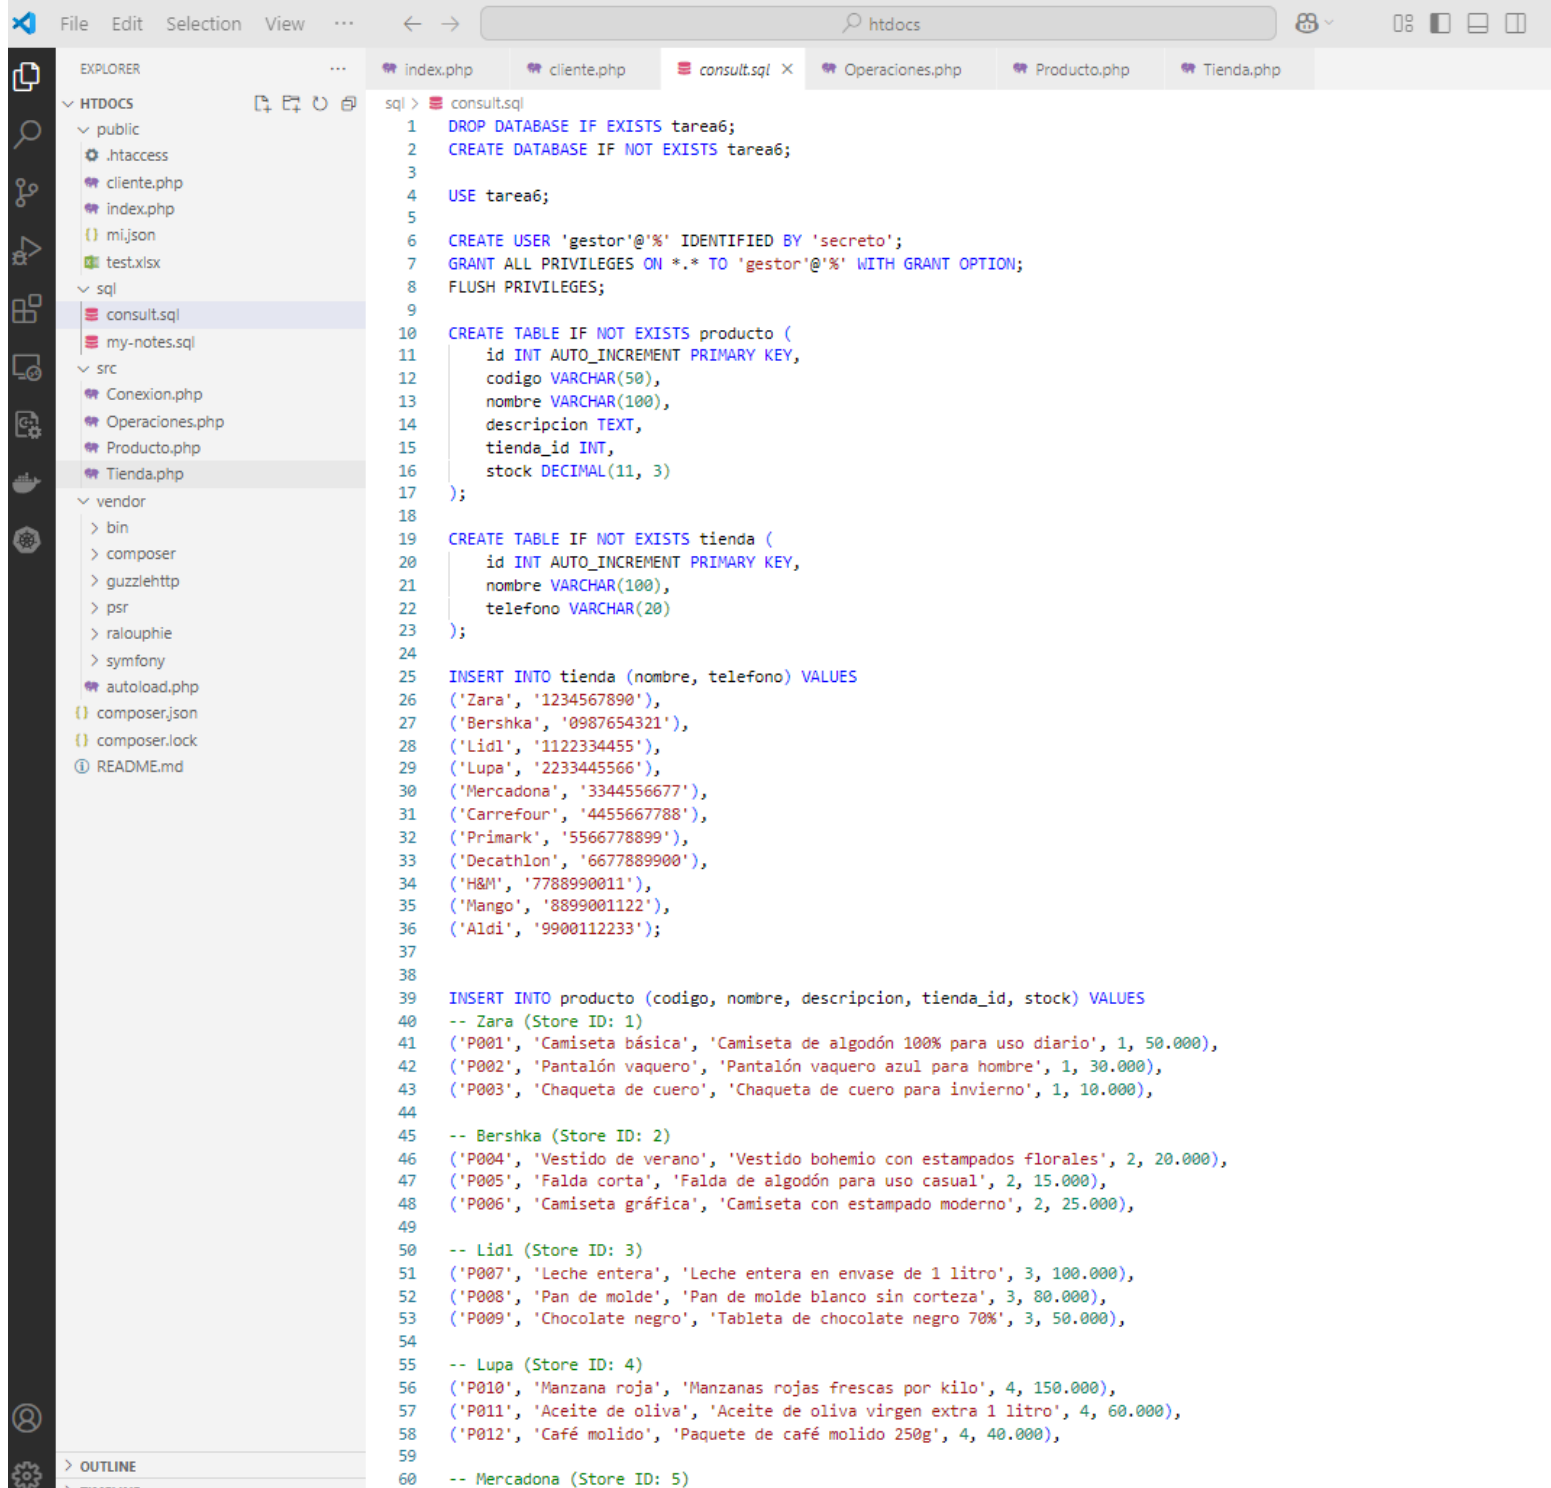 File Edit Selection View ··· htdocs
EXPLORER ···
HTDOCS
public
.htaccess
cliente.php
index.php
{} mi.json
test.xlsx
sql
consult.sql
my-notes.sql
src
Conexion.php
Operaciones.php
Producto.php
Tienda.php
vendor
bin
composer
guzzlehttp
psr
ralouphie
symfony
autoload.php
{} composer.json
{} composer.lock
README.md
OUTLINE
index.php cliente.php consult.sql Operaciones.php Producto.php Tienda.php
sql > consult.sql
1 DROP DATABASE IF EXISTS tarea6;
2 CREATE DATABASE IF NOT EXISTS tarea6;
3
4 USE tarea6;
5
6 CREATE USER 'gestor'@'%' IDENTIFIED BY 'secreto';
7 GRANT ALL PRIVILEGES ON *.* TO 'gestor'@'%' WITH GRANT OPTION;
8 FLUSH PRIVILEGES;
9
10 CREATE TABLE IF NOT EXISTS producto (
11 id INT AUTO_INCREMENT PRIMARY KEY,
12 codigo VARCHAR(50),
13 nombre VARCHAR(100),
14 descripcion TEXT,
15 tienda_id INT,
16 stock DECIMAL(11, 3)
17 );
18
19 CREATE TABLE IF NOT EXISTS tienda (
20 id INT AUTO_INCREMENT PRIMARY KEY,
21 nombre VARCHAR(100),
22 telefono VARCHAR(20)
23 );
24
25 INSERT INTO tienda (nombre, telefono) VALUES
26 ('Zara', '1234567890'),
27 ('Bershka', '0987654321'),
28 ('Lidl', '1122334455'),
29 ('Lupa', '2233445566'),
30 ('Mercadona', '3344556677'),
31 ('Carrefour', '4455667788'),
32 ('Primark', '5566778899'),
33 ('Decathlon', '6677889900'),
34 ('H&M', '7788990011'),
35 ('Mango', '8899001122'),
36 ('Aldi', '9900112233');
37
38
39 INSERT INTO producto (codigo, nombre, descripcion, tienda_id, stock) VALUES
40 -- Zara (Store ID: 1)
41 ('P001', 'Camiseta básica', 'Camiseta de algodón 100% para uso diario', 1, 50.000),
42 ('P002', 'Pantalón vaquero', 'Pantalón vaquero azul para hombre', 1, 30.000),
43 ('P003', 'Chaqueta de cuero', 'Chaqueta de cuero para invierno', 1, 10.000),
44
45 -- Bershka (Store ID: 2)
46 ('P004', 'Vestido de verano', 'Vestido bohemio con estampados florales', 2, 20.000),
47 ('P005', 'Falda corta', 'Falda de algodón para uso casual', 2, 15.000),
48 ('P006', 'Camiseta gráfica', 'Camiseta con estampado moderno', 2, 25.000),
49
50 -- Lidl (Store ID: 3)
51 ('P007', 'Leche entera', 'Leche entera en envase de 1 litro', 3, 100.000),
52 ('P008', 'Pan de molde', 'Pan de molde blanco sin corteza', 3, 80.000),
53 ('P009', 'Chocolate negro', 'Tableta de chocolate negro 70%', 3, 50.000),
54
55 -- Lupa (Store ID: 4)
56 ('P010', 'Manzana roja', 'Manzanas rojas frescas por kilo', 4, 150.000),
57 ('P011', 'Aceite de oliva', 'Aceite de oliva virgen extra 1 litro', 4, 60.000),
58 ('P012', 'Café molido', 'Paquete de café molido 250g', 4, 40.000),
59
60 -- Mercadona (Store ID: 5)